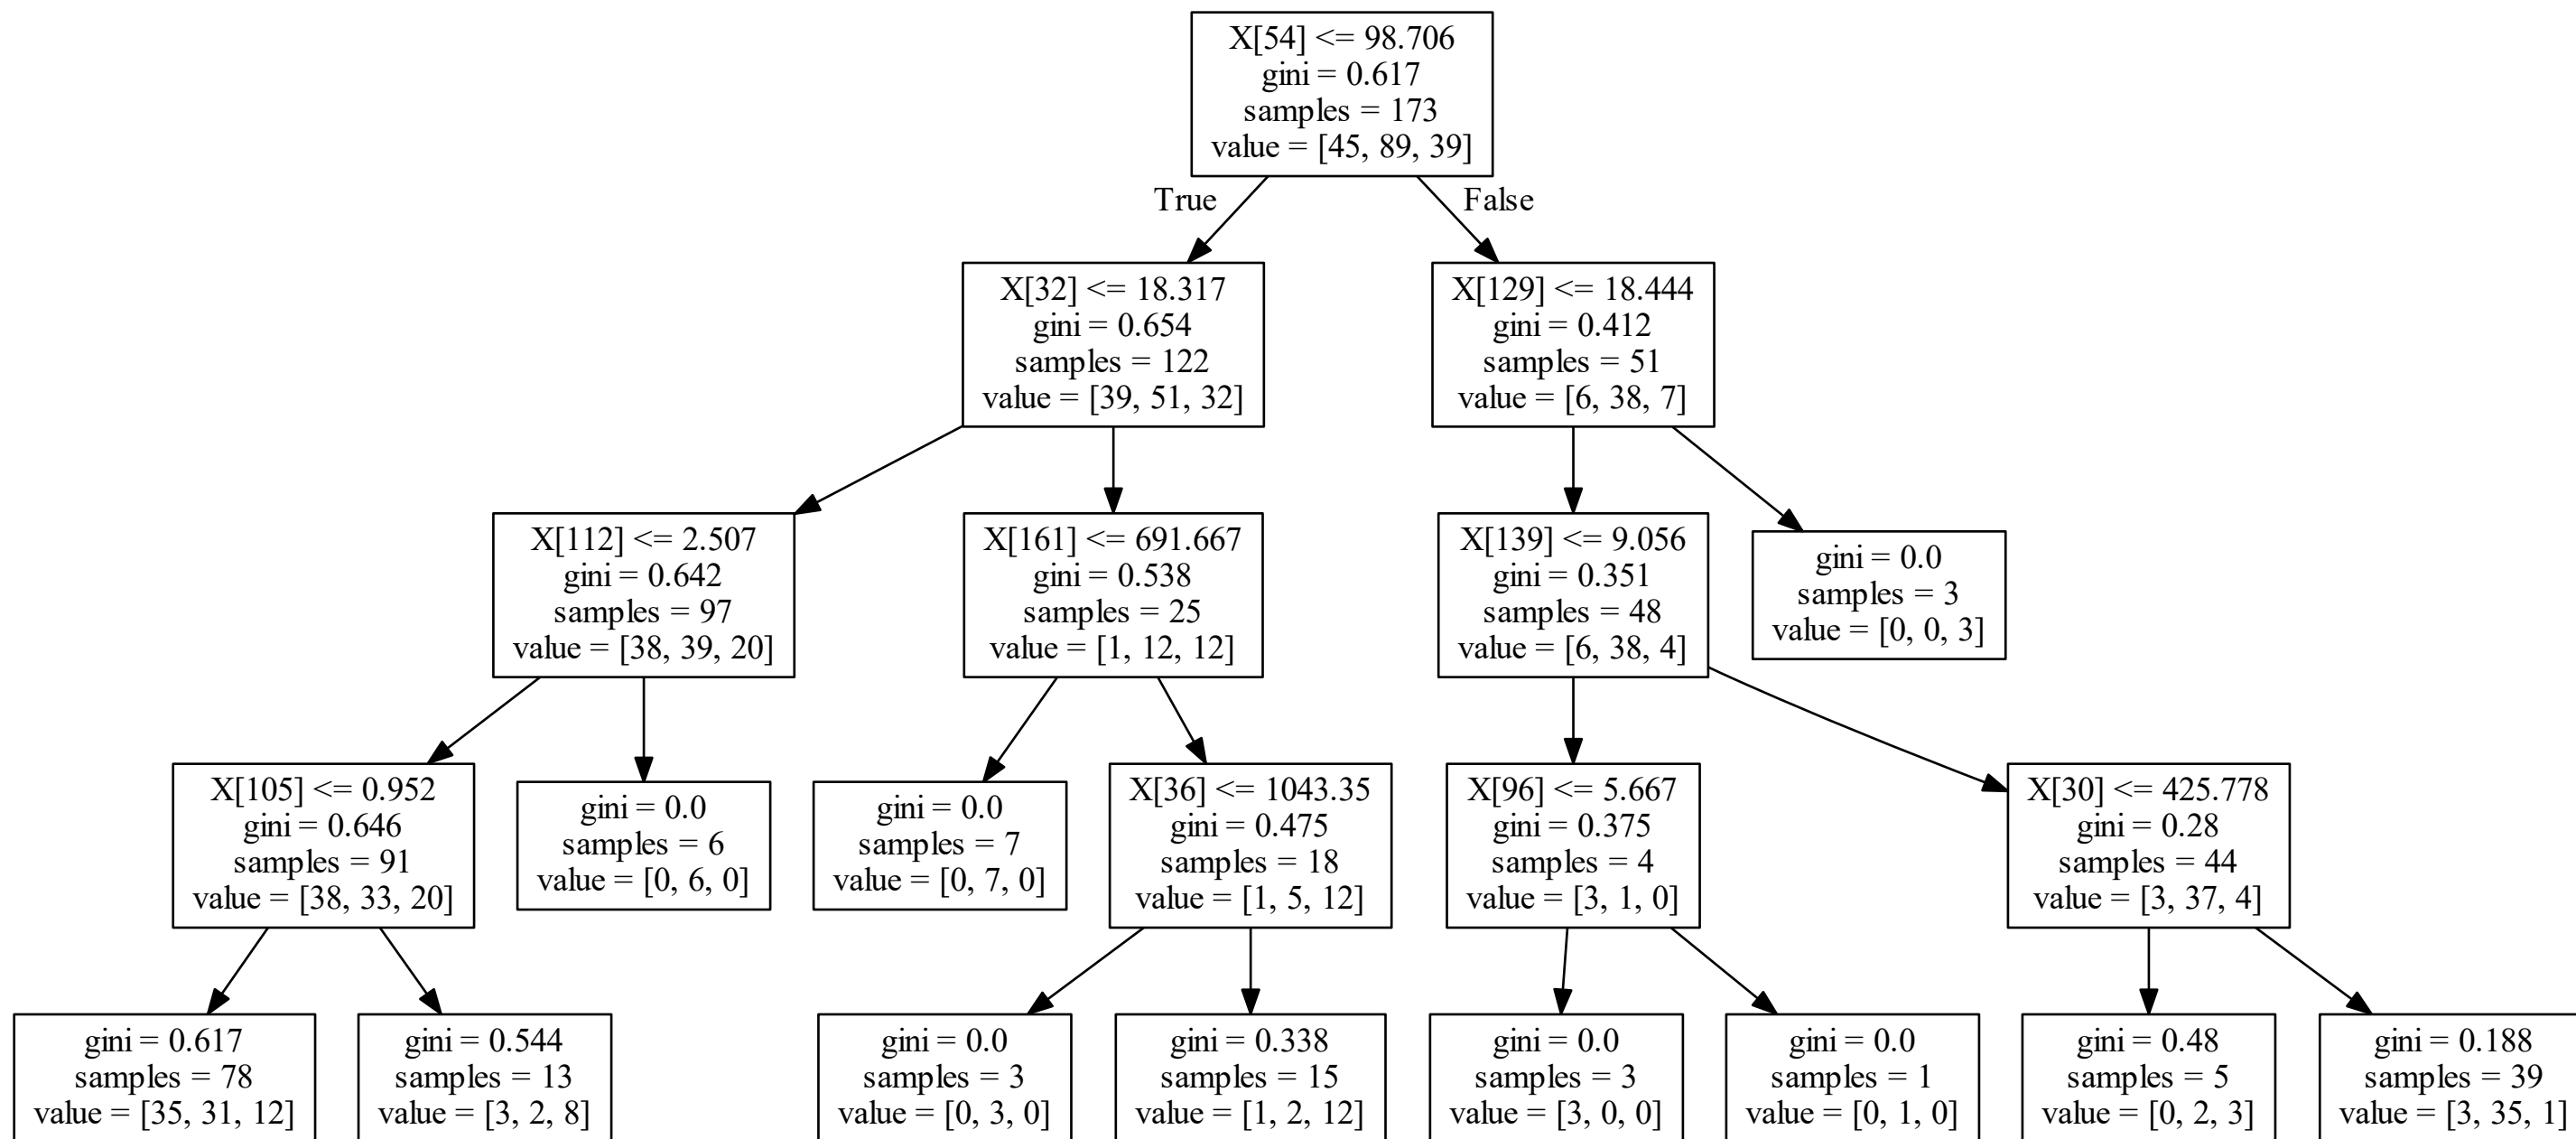 X[54] <= 98.706
gini = 0.617
samples = 173
value = [45, 89, 39]
True
False
X[32] <= 18.317
gini = 0.654
samples = 122
value = [39, 51, 32]
X[129] <= 18.444
gini = 0.412
samples = 51
value = [6, 38, 7]
X[112] <= 2.507
gini = 0.642
samples = 97
value = [38, 39, 20]
X[161] <= 691.667
gini = 0.538
samples = 25
value = [1, 12, 12]
X[139] <= 9.056
gini = 0.351
samples = 48
value = [6, 38, 4]
gini = 0.0
samples = 3
value = [0, 0, 3]
X[105] <= 0.952
gini = 0.646
samples = 91
value = [38, 33, 20]
gini = 0.0
samples = 6
value = [0, 6, 0]
gini = 0.0
samples = 7
value = [0, 7, 0]
X[36] <= 1043.35
gini = 0.475
samples = 18
value = [1, 5, 12]
X[96] <= 5.667
gini = 0.375
samples = 4
value = [3, 1, 0]
X[30] <= 425.778
gini = 0.28
samples = 44
value = [3, 37, 4]
gini = 0.617
samples = 78
value = [35, 31, 12]
gini = 0.544
samples = 13
value = [3, 2, 8]
gini = 0.0
samples = 3
value = [0, 3, 0]
gini = 0.338
samples = 15
value = [1, 2, 12]
gini = 0.0
samples = 3
value = [3, 0, 0]
gini = 0.0
samples = 1
value = [0, 1, 0]
gini = 0.48
samples = 5
value = [0, 2, 3]
gini = 0.188
samples = 39
value = [3, 35, 1]